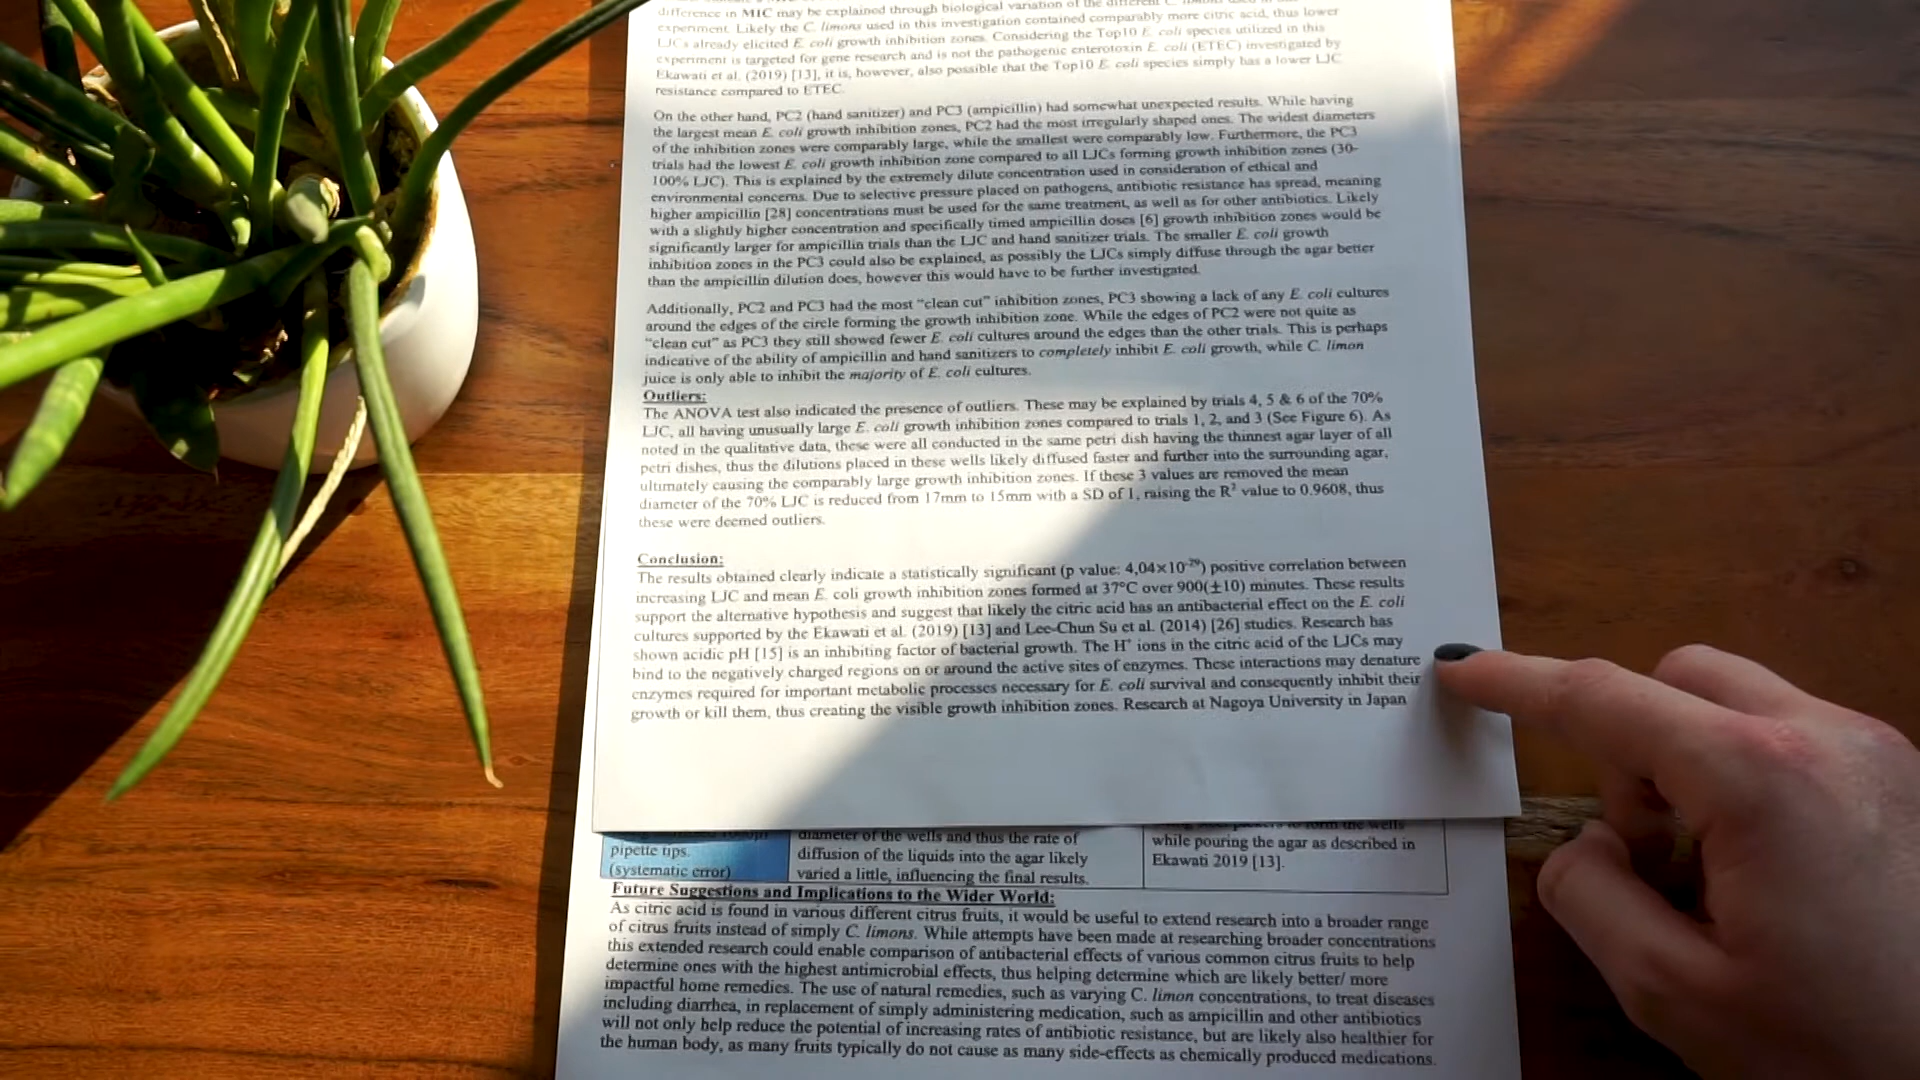 difference in MIC may be explained through biological variation of the different C. limons used in this
experiment. Likely the C. limons used in this investigation contained comparably more citric acid, thus lower
LJCs already elicited E. coli growth inhibition zones. Considering the Top10 E. coli species utilized in this
experiment is targeted for gene research and is not the pathogenic enterotoxin E. coli (ETEC) investigated by
Ekawati et al. (2019) [13], it is, however, also possible that the Top10 E. coli species simply has a lower LJC
resistance compared to ETEC.
On the other hand, PC2 (hand sanitizer) and PC3 (ampicillin) had somewhat unexpected results. While having
the largest mean E. coli growth inhibition zones, PC2 had the most irregularly shaped ones. The widest diameters
of the inhibition zones were comparably large, while the smallest were comparably low. Furthermore, the PC3
trials had the lowest E. coli growth inhibition zone compared to all LJCs forming growth inhibition zones (30-
100% LJC). This is explained by the extremely dilute concentration used in consideration of ethical and
environmental concerns. Due to selective pressure placed on pathogens, antibiotic resistance has spread, meaning
higher ampicillin [28] concentrations must be used for the same treatment, as well as for other antibiotics. Likely
with a slightly higher concentration and specifically timed ampicillin doses [6] growth inhibition zones would be
significantly larger for ampicillin trials than the LJC and hand sanitizer trials. The smaller E. coli growth
inhibition zones in the PC3 could also be explained, as possibly the LJCs simply diffuse through the agar better
than the ampicillin dilution does, however this would have to be further investigated.
Additionally, PC2 and PC3 had the most “clean cut” inhibition zones, PC3 showing a lack of any E. coli cultures
around the edges of the circle forming the growth inhibition zone. While the edges of PC2 were not quite as
“clean cut” as PC3 they still showed fewer E. coli cultures around the edges than the other trials. This is perhaps
indicative of the ability of ampicillin and hand sanitizers to completely inhibit E. coli growth, while C. limon
juice is only able to inhibit the majority of E. coli cultures.
Outliers:
The ANOVA test also indicated the presence of outliers. These may be explained by trials 4, 5 & 6 of the 70%
LJC, all having unusually large E. coli growth inhibition zones compared to trials 1, 2, and 3 (See Figure 6). As
noted in the qualitative data, these were all conducted in the same petri dish having the thinnest agar layer of all
petri dishes, thus the dilutions placed in these wells likely diffused faster and further into the surrounding agar,
ultimately causing the comparably large growth inhibition zones. If these 3 values are removed the mean
diameter of the 70% LJC is reduced from 17mm to 15mm with a SD of 1, raising the R² value to 0.9608, thus
these were deemed outliers.
Conclusion:
The results obtained clearly indicate a statistically significant (p value: 4,04×10⁻²⁹) positive correlation between
increasing LJC and mean E. coli growth inhibition zones formed at 37°C over 900(±10) minutes. These results
support the alternative hypothesis and suggest that likely the citric acid has an antibacterial effect on the E. coli
cultures supported by the Ekawati et al. (2019) [13] and Lee-Chun Su et al. (2014) [26] studies. Research has
shown acidic pH [15] is an inhibiting factor of bacterial growth. The H⁺ ions in the citric acid of the LJCs may
bind to the negatively charged regions on or around the active sites of enzymes. These interactions may denature
enzymes required for important metabolic processes necessary for E. coli survival and consequently inhibit their
growth or kill them, thus creating the visible growth inhibition zones. Research at Nagoya University in Japan
pipette tips.
(systematic error)
diameter of the wells and thus the rate of
diffusion of the liquids into the agar likely
varied a little, influencing the final results.
to form the wells
while pouring the agar as described in
Ekawati 2019 [13].
Future Suggestions and Implications to the Wider World:
As citric acid is found in various different citrus fruits, it would be useful to extend research into a broader range
of citrus fruits instead of simply C. limons. While attempts have been made at researching broader concentrations
this extended research could enable comparison of antibacterial effects of various common citrus fruits to help
determine ones with the highest antimicrobial effects, thus helping determine which are likely better/ more
impactful home remedies. The use of natural remedies, such as varying C. limon concentrations, to treat diseases
including diarrhea, in replacement of simply administering medication, such as ampicillin and other antibiotics
will not only help reduce the potential of increasing rates of antibiotic resistance, but are likely also healthier for
the human body, as many fruits typically do not cause as many side-effects as chemically produced medications.